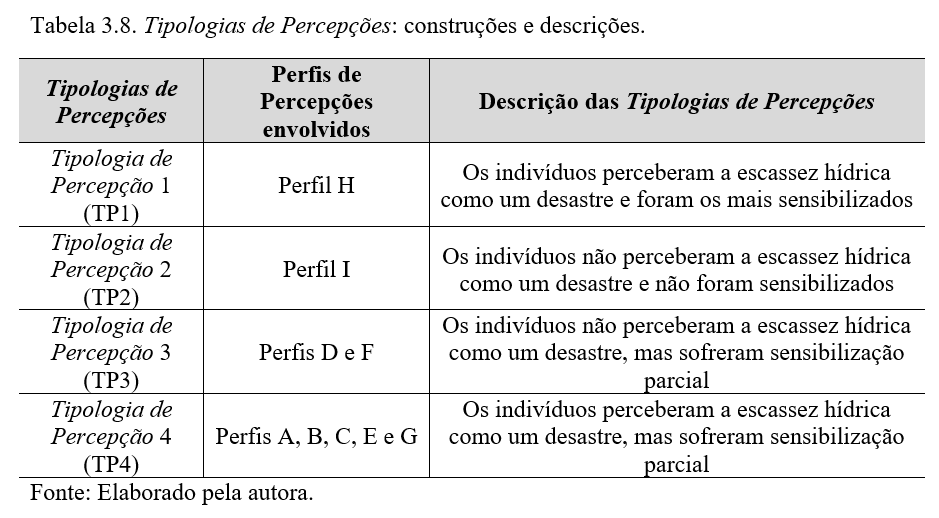 Tabela 3.8. Tipologias de Percepções: construções e descrições.
Tipologias de
Percepções
Perfis de
Percepções
envolvidos
Descrição das Tipologias de Percepções
Tipologia de
Percepção 1
(TP1)
Perfil H
Os indivíduos perceberam a escassez hídrica
como um desastre e foram os mais sensibilizados
Tipologia de
Percepção 2
(TP2)
Perfil I
Os indivíduos não perceberam a escassez hídrica
como um desastre e não foram sensibilizados
Tipologia de
Percepção 3
(TP3)
Perfis D e F
Os indivíduos não perceberam a escassez hídrica
como um desastre, mas sofreram sensibilização
parcial
Tipologia de
Percepção 4
(TP4)
Perfis A, B, C, E e G
Os indivíduos perceberam a escassez hídrica
como um desastre, mas sofreram sensibilização
parcial
Fonte: Elaborado pela autora.